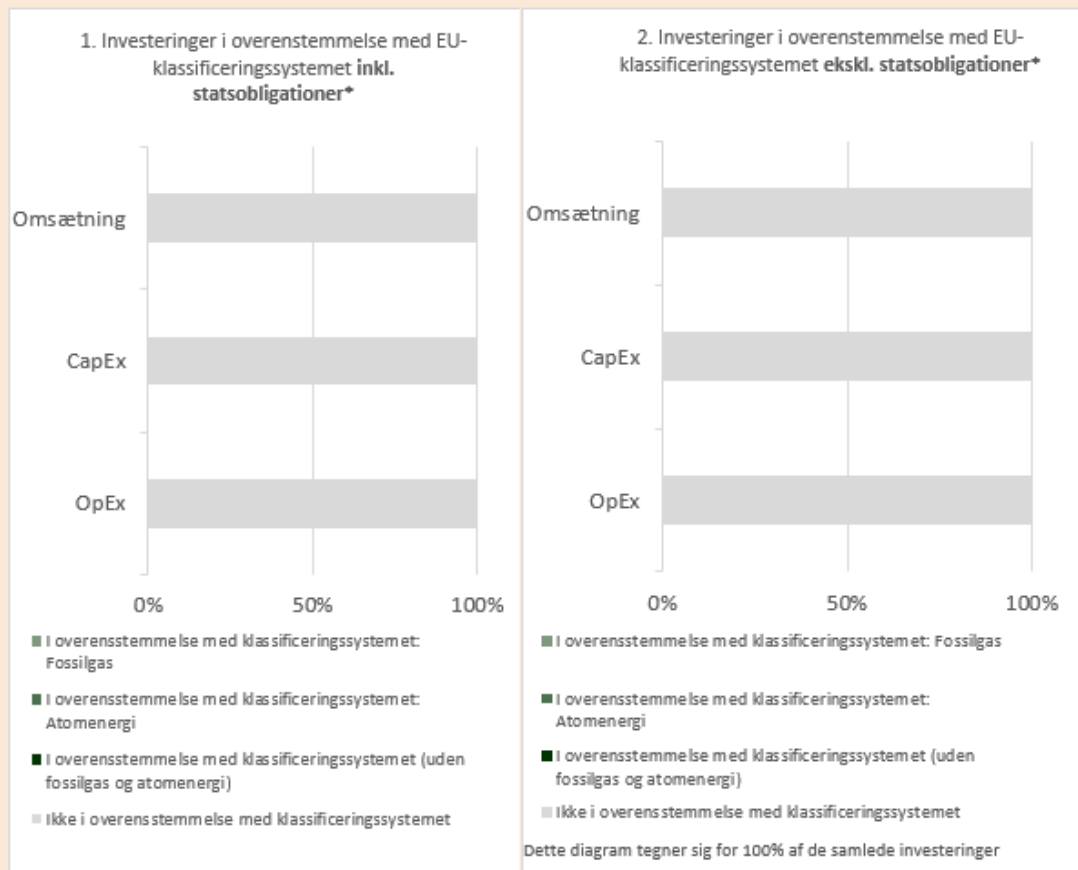 1. Investeringer i overenstemmelse med EU-
klassificeringssystemet inkl.
statsobligationer*
Omsætning
CapEx
OpEx
0% 50% 100%
I overensstemmelse med klassificeringssystemet:
Fossilgas
I overensstemmelse med klassificeringssystemet:
Atomenergi
I overensstemmelse med klassificeringssystemet (uden
fossilgas og atomenergi)
Ikke i overensstemmelse med klassificeringssystemet
2. Investeringer i overenstemmelse med EU-
klassificeringssystemet ekskl. statsobligationer*
Omsætning
CapEx
OpEx
0% 50% 100%
I overensstemmelse med klassificeringssystemet: Fossilgas
I overensstemmelse med klassificeringssystemet:
Atomenergi
I overensstemmelse med klassificeringssystemet (uden
fossilgas og atomenergi)
Ikke i overensstemmelse med klassificeringssystemet
Dette diagram tegner sig for 100% af de samlede investeringer